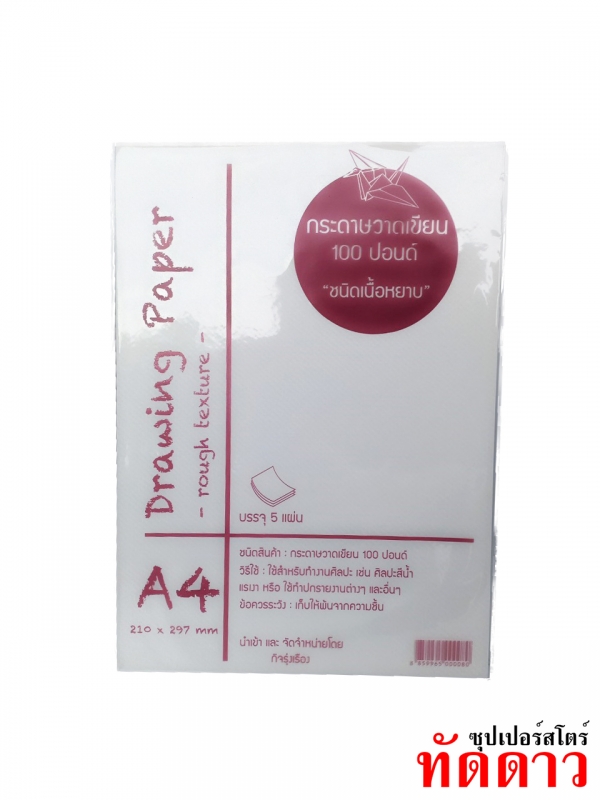 กระดาษวาดเขียน
100 ปอนด์
"ชนิดเนื้อหยาบ"
Drawing Paper
- rough texture -
บรรจุ 5 แผ่น
A4
210 x 297 mm
ชนิดสินค้า : กระดาษวาดเขียน 100 ปอนด์
วิธีใช้ : ใช้สำหรับทำงานศิลปะ เช่น ศิลปะสีน้ำ
แรเงา หรือ ใช้ทำปกรายงานต่างๆ และอื่นๆ
ข้อควรระวัง : เก็บให้พ้นจากความชื้น
นำเข้า และ จัดจำหน่ายโดย
กิจรุ่งเรือง
ซุปเปอร์สโตร์
ทัดดาว